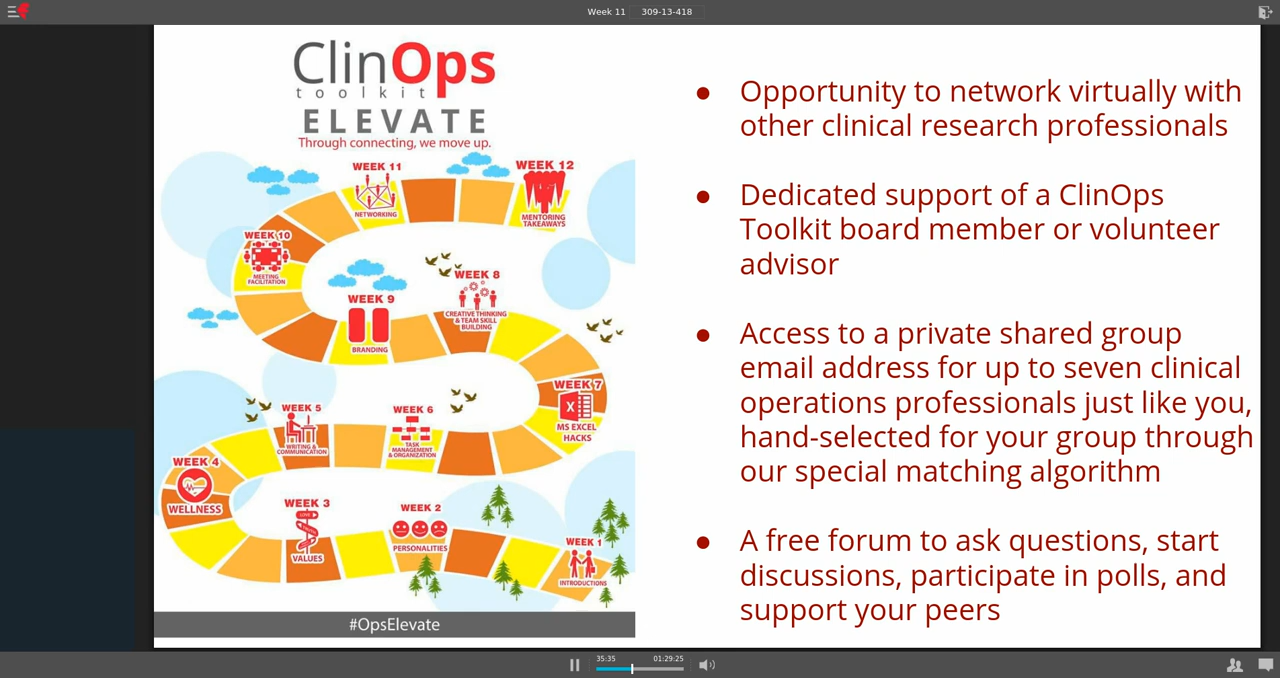 Week 11 309-13-418
ClinOps
toolkit
ELEVATE
Through connecting, we move up.
WEEK 11
NETWORKING
WEEK 12
MENTORING
TAKEAWAYS
WEEK 10
MEETING
FACILITATION
WEEK 9
BRANDING
WEEK 8
CREATIVE THINKING
& TEAM SKILL
BUILDING
WEEK 7
X
MS EXCEL
HACKS
WEEK 5
WRITING &
COMMUNICATION
WEEK 6
TASK
MANAGEMENT
& ORGANIZATION
WEEK 4
WELLNESS
WEEK 3
LOVE
VALUES
WEEK 2
PERSONALITIES
WEEK 1
INTRODUCTIONS
#OpsElevate
● Opportunity to network virtually with
other clinical research professionals
● Dedicated support of a ClinOps
Toolkit board member or volunteer
advisor
● Access to a private shared group
email address for up to seven clinical
operations professionals just like you,
hand-selected for your group through
our special matching algorithm
● A free forum to ask questions, start
discussions, participate in polls, and
support your peers
35:35 01:29:25